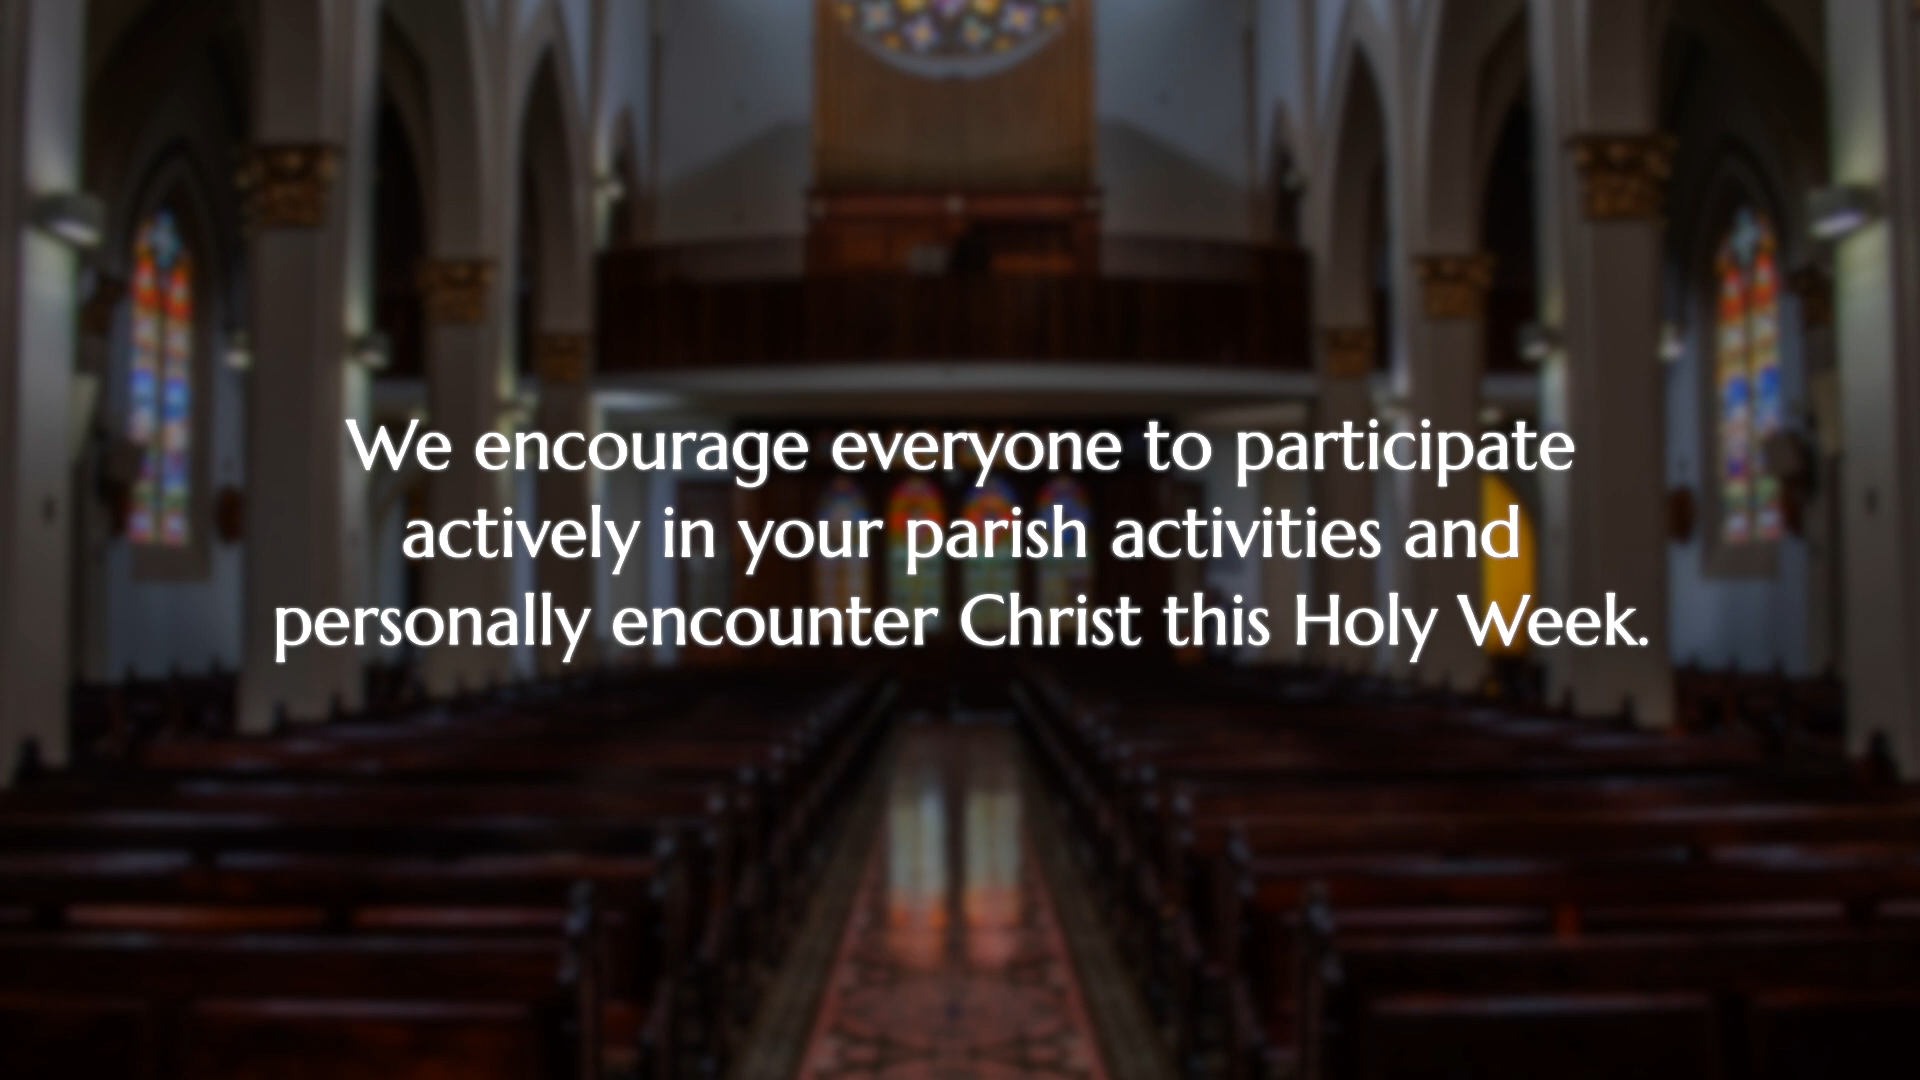 We encourage everyone to participate
actively in your parish activities and
personally encounter Christ this Holy Week.